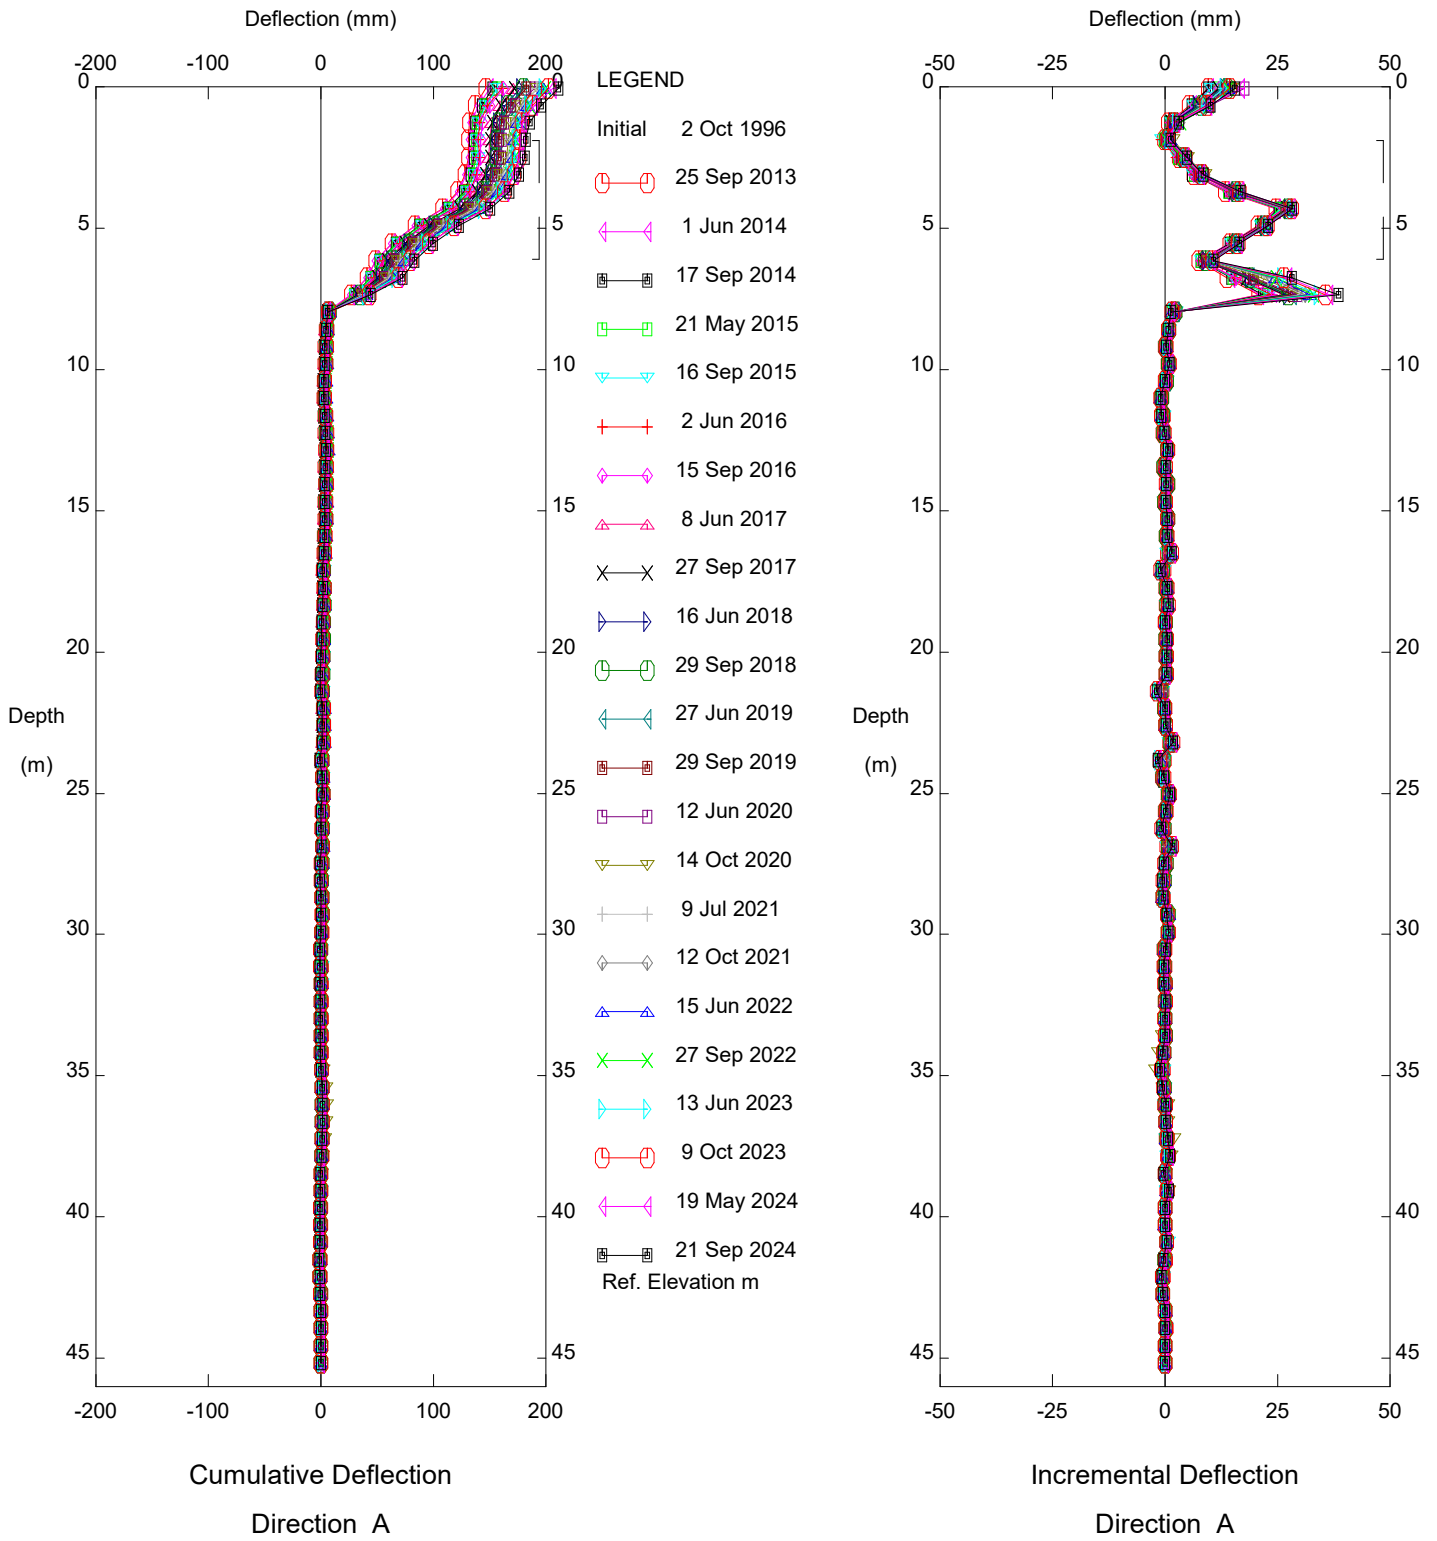 Deflection (mm)
-200 -100 0 100 200
0 0
5 5
10 10
15 15
20 20
Depth
(m)
25 25
30 30
35 35
40 40
45 45
-200 -100 0 100 200
Cumulative Deflection
Direction A
LEGEND
Initial 2 Oct 1996
25 Sep 2013
1 Jun 2014
17 Sep 2014
21 May 2015
16 Sep 2015
2 Jun 2016
15 Sep 2016
8 Jun 2017
27 Sep 2017
16 Jun 2018
29 Sep 2018
27 Jun 2019
29 Sep 2019
12 Jun 2020
14 Oct 2020
9 Jul 2021
12 Oct 2021
15 Jun 2022
27 Sep 2022
13 Jun 2023
9 Oct 2023
19 May 2024
21 Sep 2024
Ref. Elevation m
Deflection (mm)
-50 -25 0 25 50
0 0
5 5
10 10
15 15
20 20
Depth
(m)
25 25
30 30
35 35
40 40
45 45
-50 -25 0 25 50
Incremental Deflection
Direction A